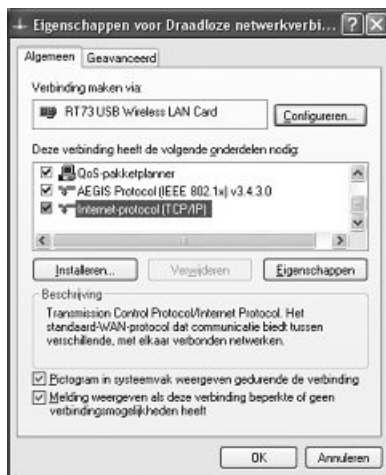 Eigenschappen voor Draadloze netwerkverbi...
Algemeen Geavanceerd
Verbinding maken via:
RT73 USB Wireless LAN Card
Configureren...
Deze verbinding heeft de volgende onderdelen nodig:
QoS-pakketplanner
AEGIS Protocol (IEEE 802.1x) v3.4.3.0
Internet-protocol (TCP/IP)
Installeren... Verwijderen Eigenschappen
Beschrijving
Transmission Control Protocol/Internet Protocol. Het
standaard-WAN-protocol dat communicatie biedt tussen
verschillende, met elkaar verbonden netwerken.
Pictogram in systeemvak weergeven gedurende de verbinding
Melding weergeven als deze verbinding beperkte of geen
verbindingsmogelijkheden heeft
OK Annuleren